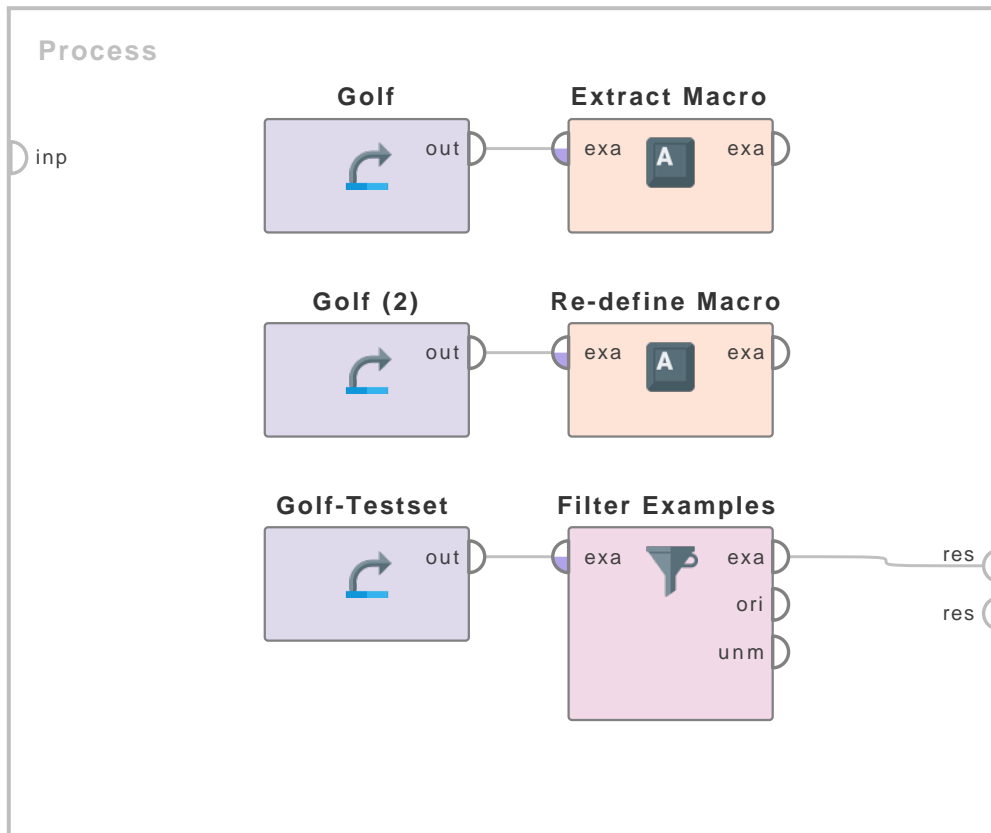 Process
inp
Golf
out
Extract Macro
exa
A
exa
Golf (2)
out
Re-define Macro
exa
A
exa
Golf-Testset
out
Filter Examples
exa
exa
ori
unm
res
res